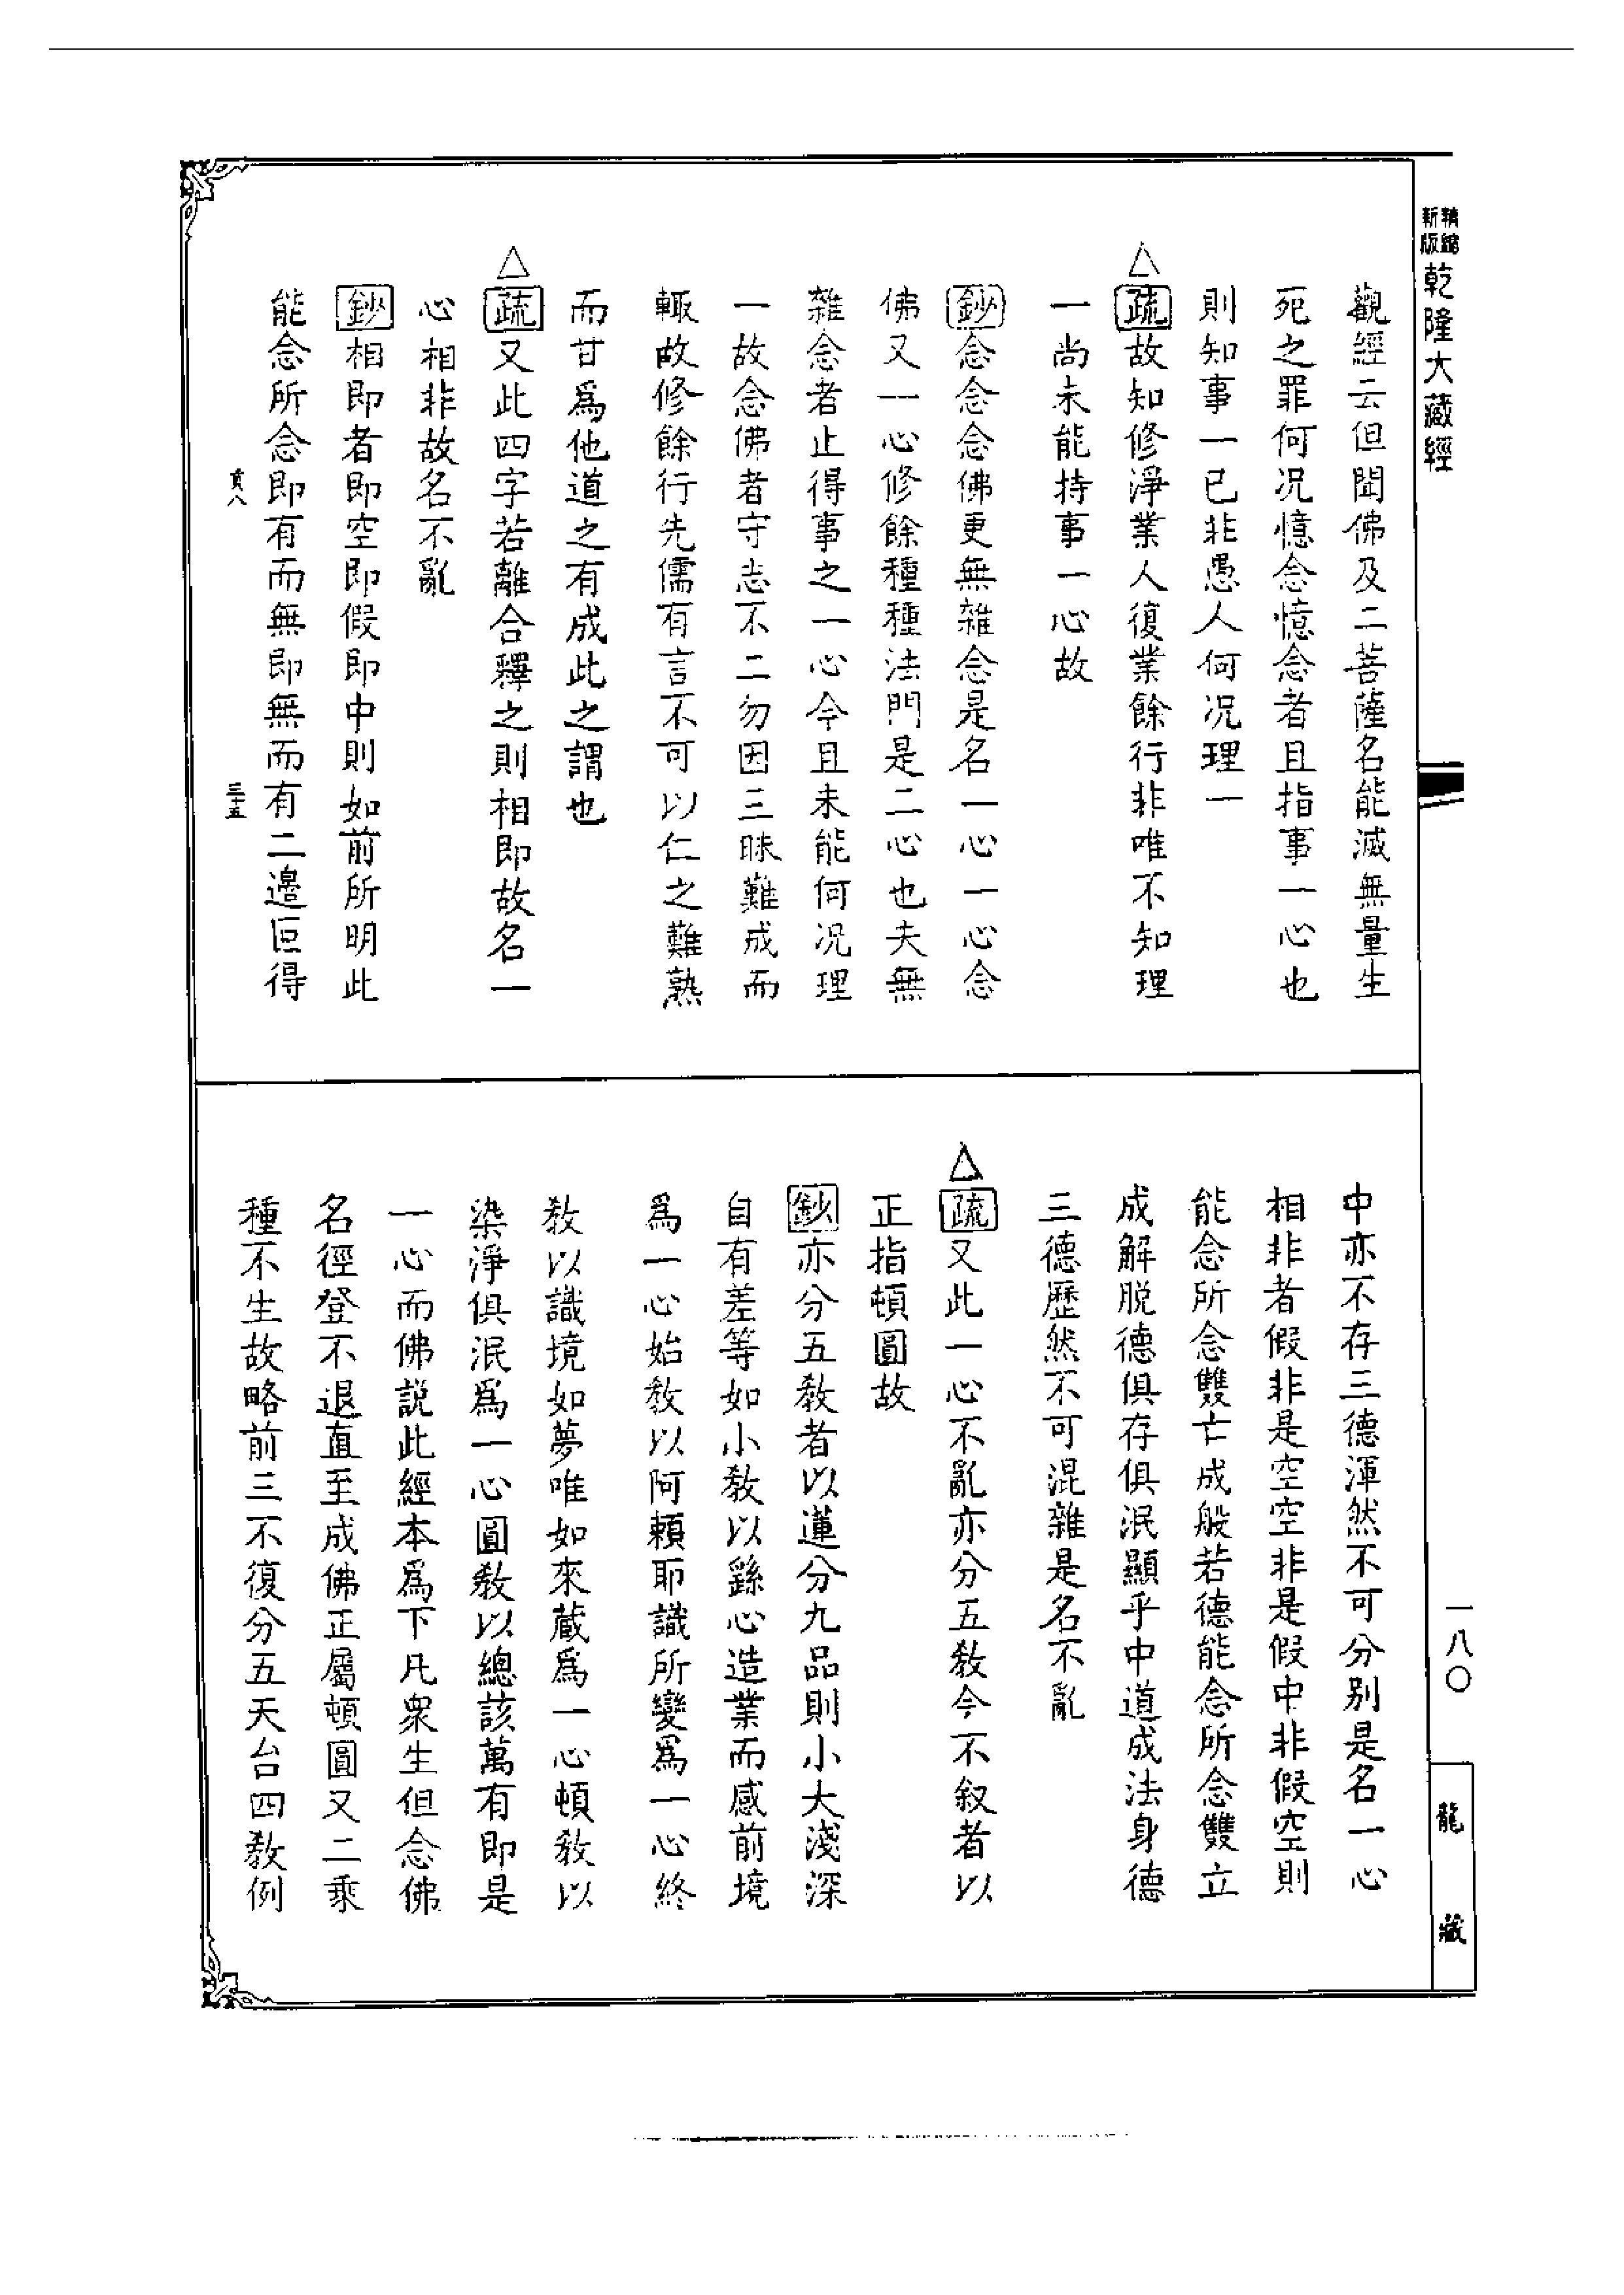 新版
精縮
乾隆大藏經
觀經云但聞佛及二菩薩名能滅無量生
死之罪何况憶念憶念者且指事一心也
則知事一已非愚人何况理一
△疏故知修淨業人復業餘行非唯不知理
一尚未能持事一心故
鈔念念念佛更無雜念是名一心一心念
佛又一心修餘種種法門是二心也夫無
雜念者止得事之一心今且未能何况理
一故念佛者守志不二勿因三昧難成而
輙故修餘行先儒有言不可以仁之難熟
而甘爲他道之有成此之謂也
△疏又此四字若離合釋之則相即故名一
心相非故名不亂
鈔相即者即空即假即中則如前所明此
能念所念即有而無即無而有二邊叵得
三十五
中亦不存三德渾然不可分别是名一心
相非者假非是空空非是假中非假空則
能念所念雙亡成般若德能念所念雙立
成解脱德俱存俱泯顯乎中道成法身德
三德歷然不可混雜是名不亂
△疏又此一心不亂亦分五教今不叙者以
正指頓圓故
鈔亦分五教者以蓮分九品則小大淺深
自有差等如小教以繇心造業而感前境
爲一心始教以阿賴耶識所變爲一心終
教以識境如夢唯如來藏爲一心頓教以
染淨俱泯爲一心圓教以總該萬有即是
一心而佛説此經本爲下凡衆生但念佛
名徑登不退直至成佛正屬頓圓又二乘
種不生故略前三不復分五天台四教例
一八〇
龍藏